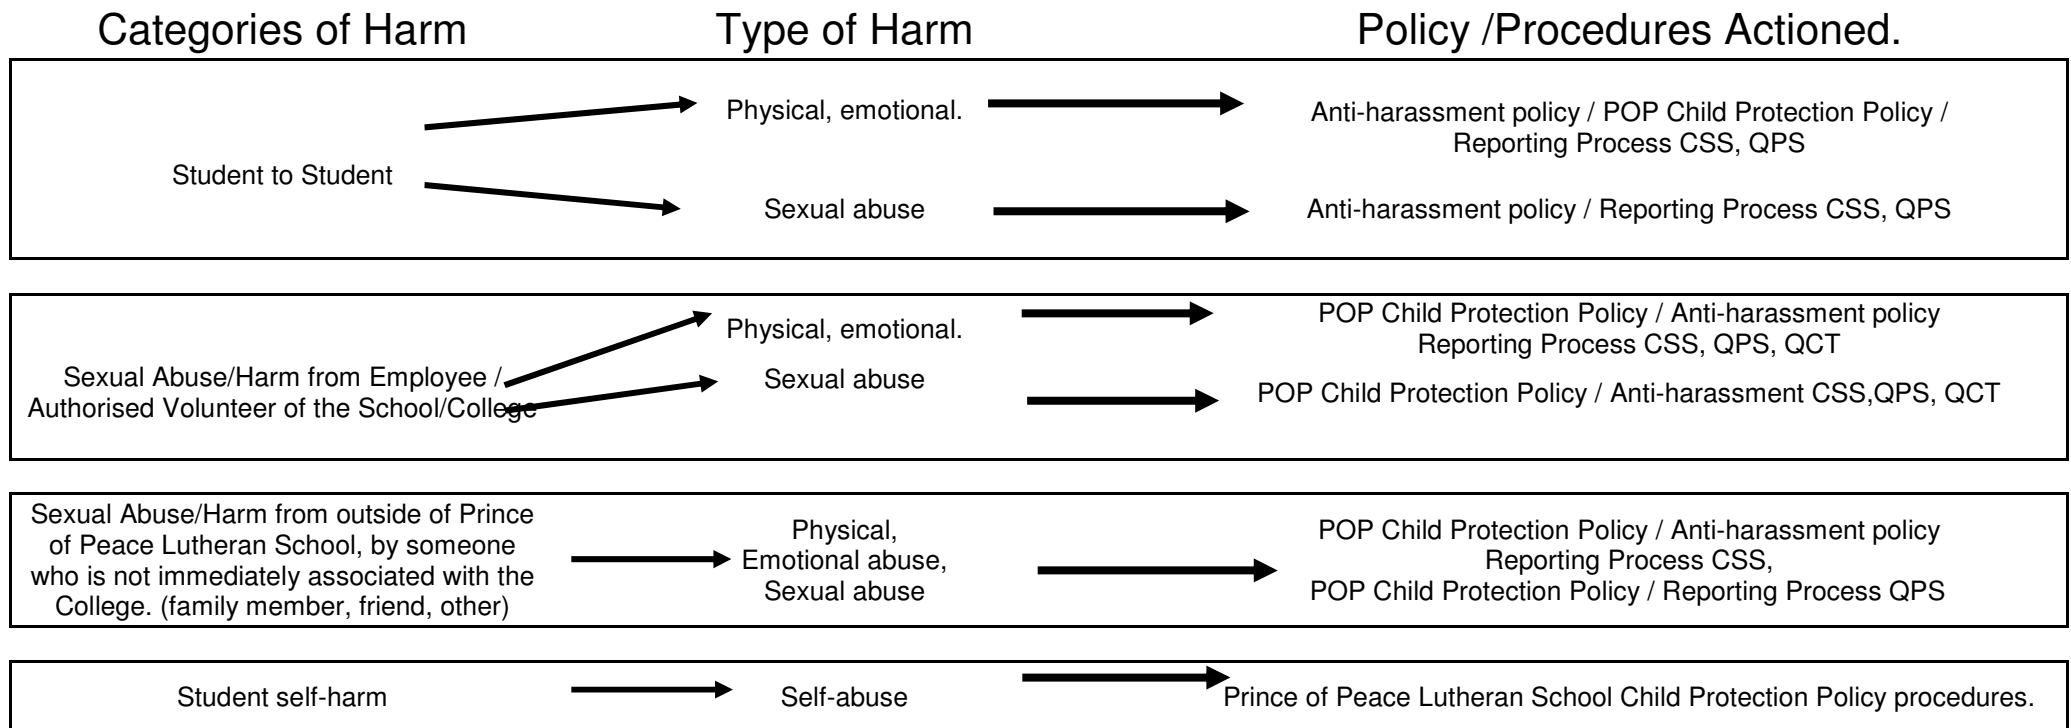 Categories of Harm
Type of Harm
Policy /Procedures Actioned.
Student to Student
Physical, emotional.
Anti-harassment policy / POP Child Protection Policy /
Reporting Process CSS, QPS
Sexual abuse
Anti-harassment policy / Reporting Process CSS, QPS
Sexual Abuse/Harm from Employee /
Authorised Volunteer of the School/College
Physical, emotional.
POP Child Protection Policy / Anti-harassment policy
Reporting Process CSS, QPS, QCT
Sexual abuse
POP Child Protection Policy / Anti-harassment CSS,QPS, QCT
Sexual Abuse/Harm from outside of Prince
of Peace Lutheran School, by someone
who is not immediately associated with the
College. (family member, friend, other)
Physical,
Emotional abuse,
Sexual abuse
POP Child Protection Policy / Anti-harassment policy
Reporting Process CSS,
POP Child Protection Policy / Reporting Process QPS
Student self-harm
Self-abuse
Prince of Peace Lutheran School Child Protection Policy procedures.